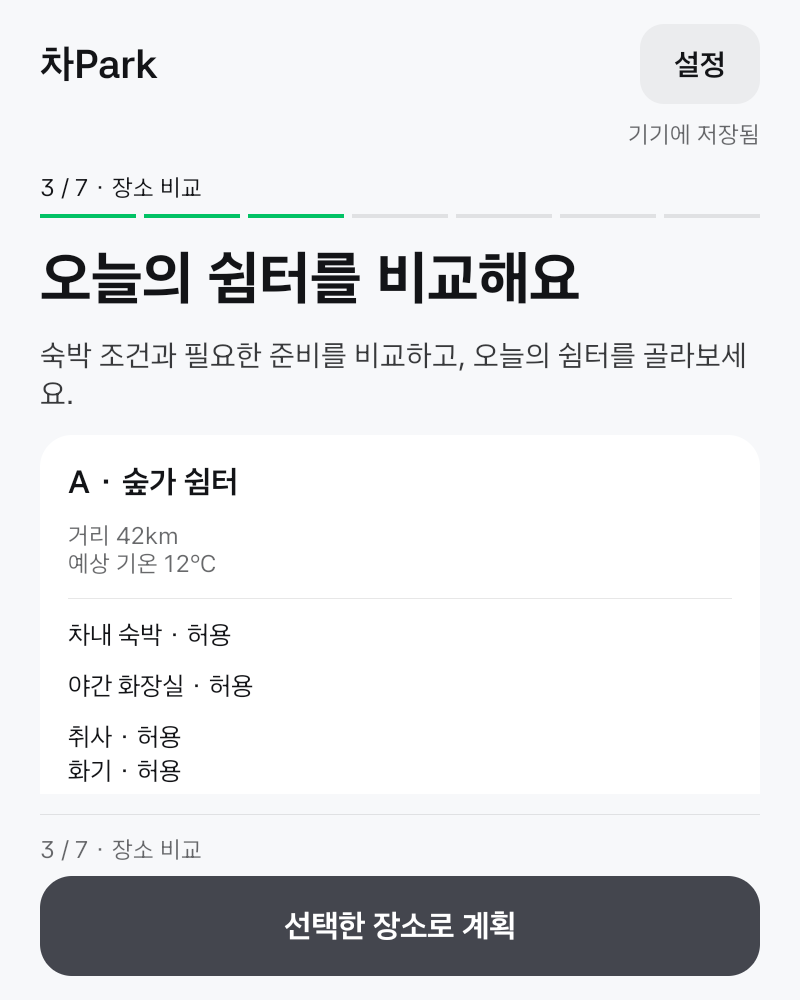 차Park
설정
기기에 저장됨
3 / 7 · 장소 비교
오늘의 쉼터를 비교해요
숙박 조건과 필요한 준비를 비교하고, 오늘의 쉼터를 골라보세
요.
A · 숲가 쉼터
거리 42km
예상 기온 12°C
차내 숙박 · 허용
야간 화장실 · 허용
취사 · 허용
화기 · 허용
3 / 7 · 장소 비교
선택한 장소로 계획